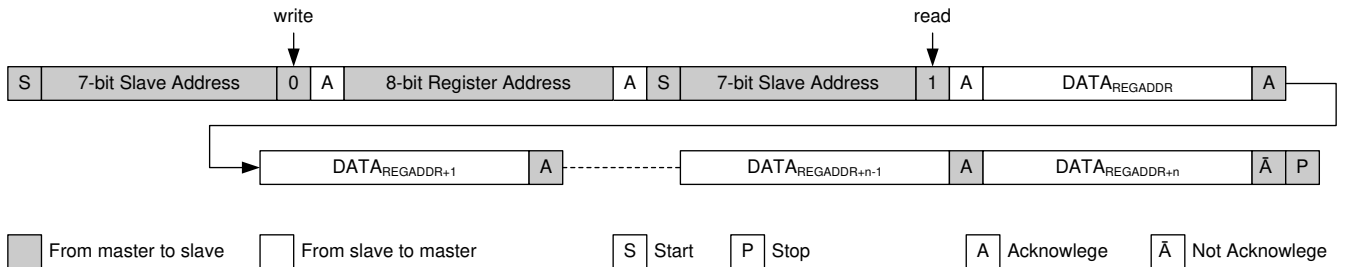 write read
S 7-bit Slave Address 0 A 8-bit Register Address A S 7-bit Slave Address 1 A DATAREGADDR A
DATAREGADDR+1 A DATAREGADDR+n-1 A DATAREGADDR+n Ā P
From master to slave From slave to master S Start P Stop A Acknowlege Ā Not Acknowlege